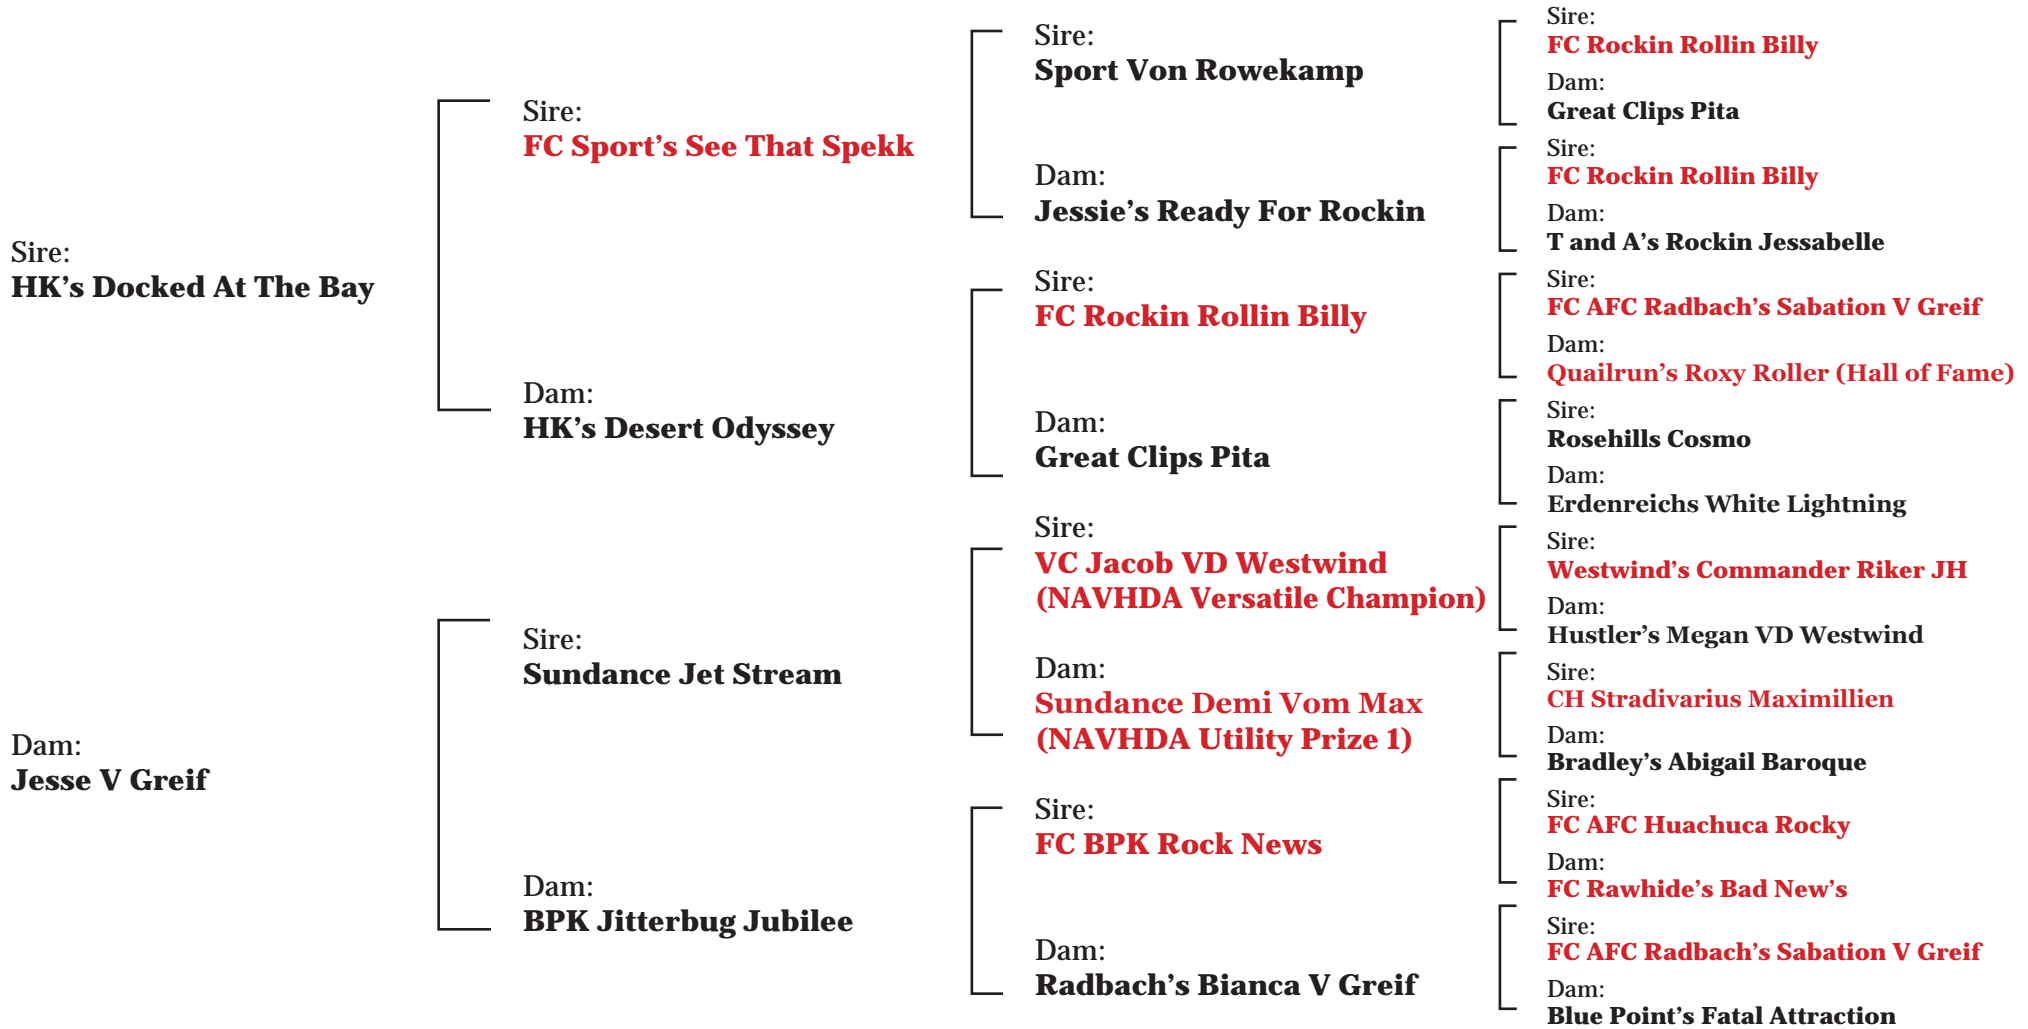 Sire:
HK’s Docked At The Bay
Dam:
Jesse V Greif
Sire:
FC Sport’s See That Spekk
Dam:
HK’s Desert Odyssey
Sire:
Sundance Jet Stream
Dam:
BPK Jitterbug Jubilee
Sire:
Sport Von Rowekamp
Dam:
Jessie’s Ready For Rockin
Sire:
FC Rockin Rollin Billy
Dam:
Great Clips Pita
Sire:
VC Jacob VD Westwind
(NAVHDA Versatile Champion)
Dam:
Sundance Demi Vom Max
(NAVHDA Utility Prize 1)
Sire:
FC BPK Rock News
Dam:
Radbach’s Bianca V Greif
Sire:
FC Rockin Rollin Billy
Dam:
Great Clips Pita
Sire:
FC Rockin Rollin Billy
Dam:
T and A’s Rockin Jessabelle
Sire:
FC AFC Radbach’s Sabation V Greif
Dam:
Quailrun’s Roxy Roller (Hall of Fame)
Sire:
Rosehills Cosmo
Dam:
Erdenreichs White Lightning
Sire:
Westwind’s Commander Riker JH
Dam:
Hustler’s Megan VD Westwind
Sire:
CH Stradivarius Maximillien
Dam:
Bradley’s Abigail Baroque
Sire:
FC AFC Huachuca Rocky
Dam:
FC Rawhide’s Bad New’s
Sire:
FC AFC Radbach’s Sabation V Greif
Dam:
Blue Point’s Fatal Attraction